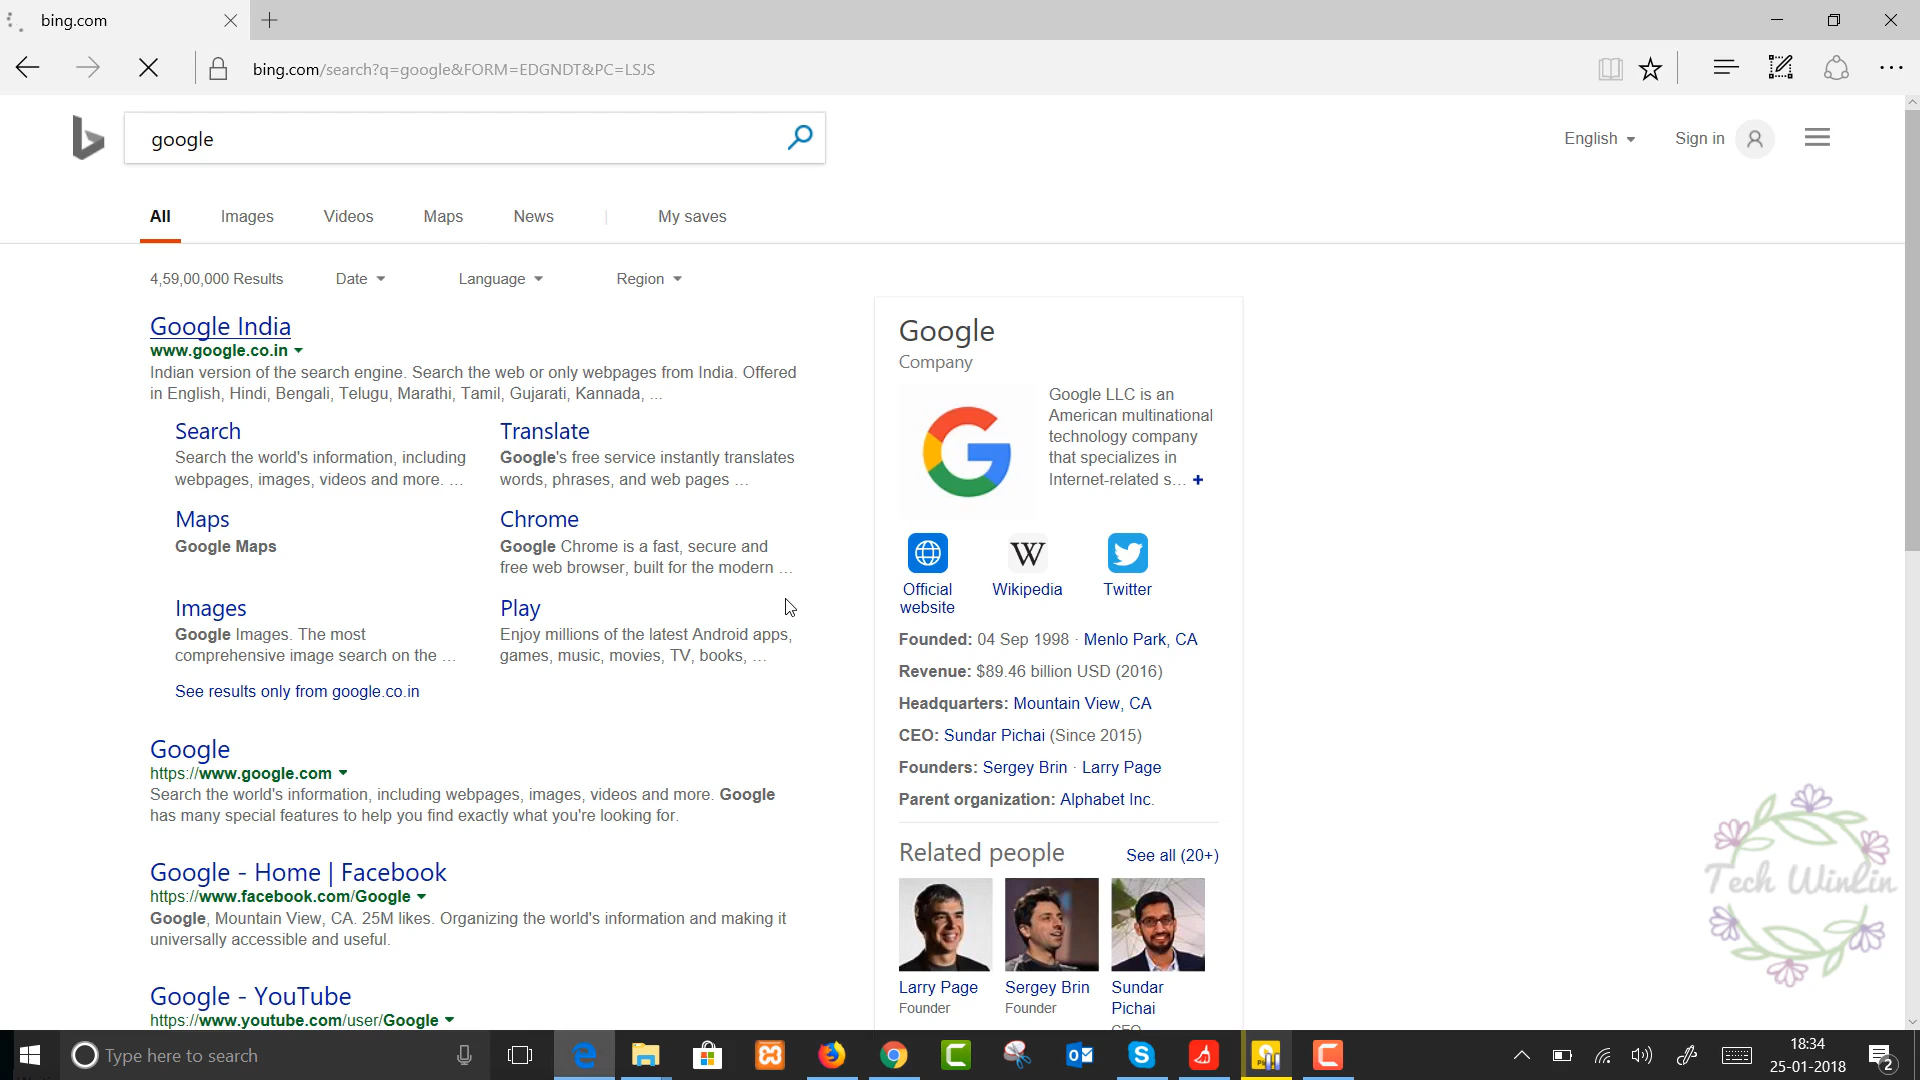 bing.com
bing.com/search?q=google&FORM=EDGNDT&PC=LSJS
google
English
Sign in
All Images Videos Maps News | My saves
4,59,00,000 Results Date Language Region
Google India
www.google.co.in
Indian version of the search engine. Search the web or only webpages from India. Offered
in English, Hindi, Bengali, Telugu, Marathi, Tamil, Gujarati, Kannada, ...
Search
Search the world's information, including
webpages, images, videos and more. ...
Translate
Google's free service instantly translates
words, phrases, and web pages ...
Maps
Google Maps
Chrome
Google Chrome is a fast, secure and
free web browser, built for the modern ...
Images
Google Images. The most
comprehensive image search on the ...
Play
Enjoy millions of the latest Android apps,
games, music, movies, TV, books, ...
See results only from google.co.in
Google
https://www.google.com
Search the world's information, including webpages, images, videos and more. Google
has many special features to help you find exactly what you're looking for.
Google - Home | Facebook
https://www.facebook.com/Google
Google, Mountain View, CA. 25M likes. Organizing the world's information and making it
universally accessible and useful.
Google - YouTube
https://www.youtube.com/user/Google
Google
Company
Google LLC is an
American multinational
technology company
that specializes in
Internet-related s... +
Official
website
Wikipedia
Twitter
Founded: 04 Sep 1998 · Menlo Park, CA
Revenue: $89.46 billion USD (2016)
Headquarters: Mountain View, CA
CEO: Sundar Pichai (Since 2015)
Founders: Sergey Brin · Larry Page
Parent organization: Alphabet Inc.
Related people
See all (20+)
Larry Page
Founder
Sergey Brin
Founder
Sundar
Pichai
CEO
Tech WinLin
Type here to search
18:34
25-01-2018
2